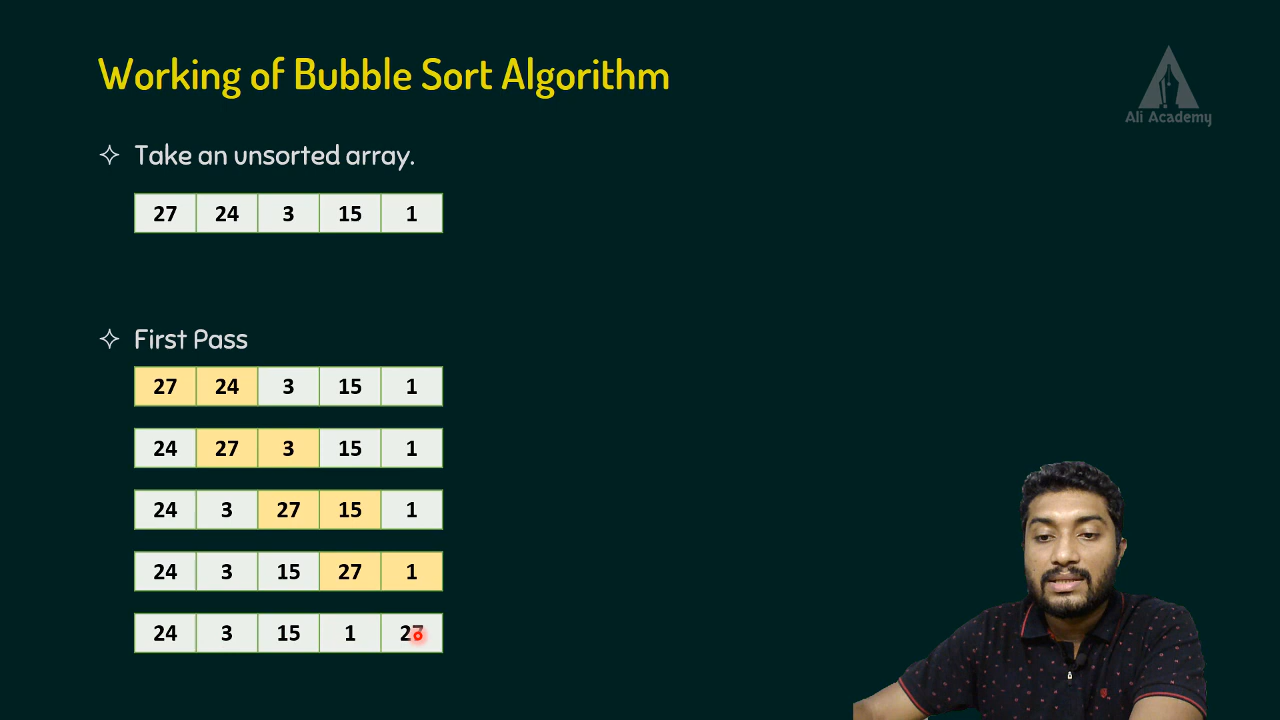 Working of Bubble Sort Algorithm
Ali Academy
Take an unsorted array.
27 24 3 15 1
First Pass
27 24 3 15 1
24 27 3 15 1
24 3 27 15 1
24 3 15 27 1
24 3 15 1 27